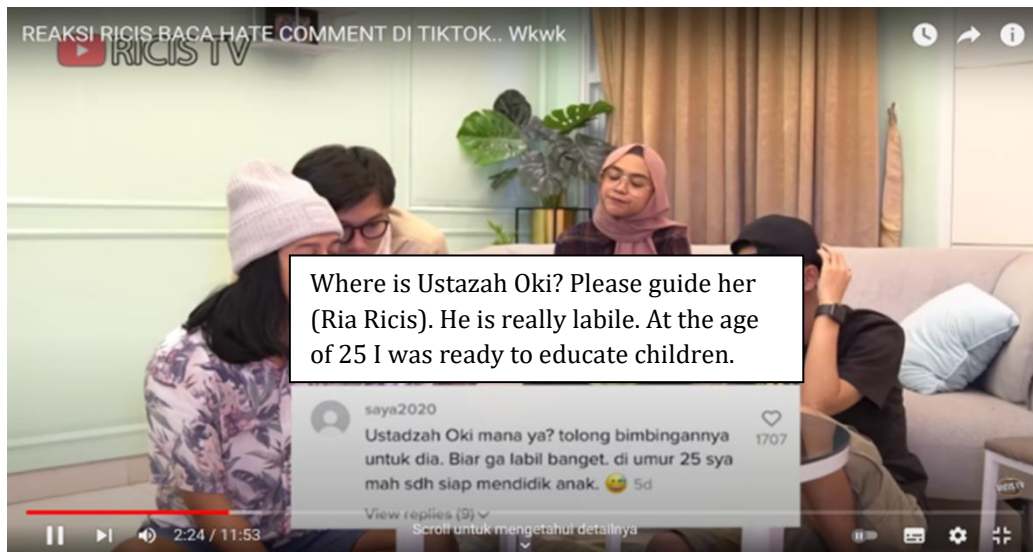 REAKSI RICIS BACA HATE COMMENT DI TIKTOK.. Wkwk
RICIS TV
Where is Ustazah Oki? Please guide her
(Ria Ricis). He is really labile. At the age
of 25 I was ready to educate children.
saya2020
Ustadzah Oki mana ya? tolong bimbingannya
untuk dia. Biar ga labil banget. di umur 25 sya
mah sdh siap mendidik anak. 😅 5d
1707
View replies (9)
Scroll untuk mengetahui detailnya
2:24 / 11:53